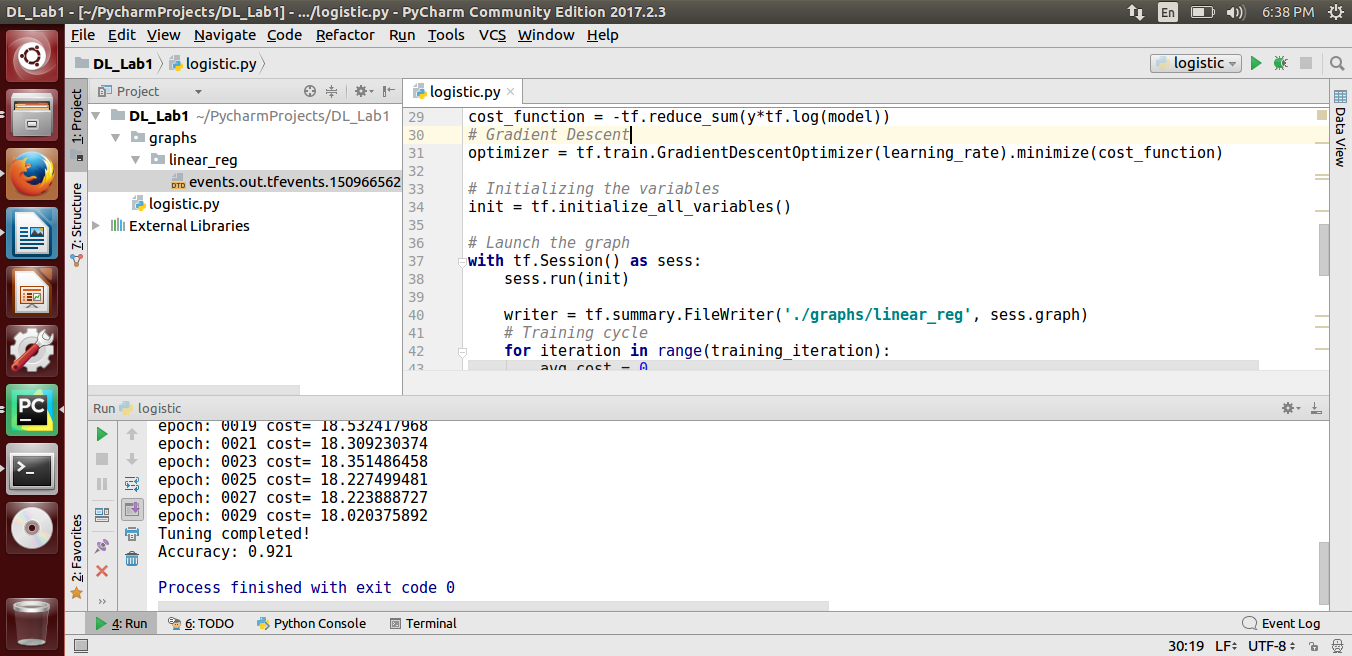 DL_Lab1 - [~/PycharmProjects/DL_Lab1] - .../logistic.py - PyCharm Community Edition 2017.2.3
En
6:38 PM
File Edit View Navigate Code Refactor Run Tools VCS Window Help
DL_Lab1 logistic.py
logistic
1: Project
Project
logistic.py
DL_Lab1 ~/PycharmProjects/DL_Lab1
graphs
linear_reg
DTD events.out.tfevents.150966562
logistic.py
External Libraries
7: Structure
2: Favorites
Data View
29 cost_function = -tf.reduce_sum(y*tf.log(model))
30 # Gradient Descent
31 optimizer = tf.train.GradientDescentOptimizer(learning_rate).minimize(cost_function)
32
33 # Initializing the variables
34 init = tf.initialize_all_variables()
35
36 # Launch the graph
37 with tf.Session() as sess:
38 sess.run(init)
39
40 writer = tf.summary.FileWriter('./graphs/linear_reg', sess.graph)
41 # Training cycle
42 for iteration in range(training_iteration):
43 avg_cost = 0
PC
Run logistic
epoch: 0019 cost= 18.532417968
epoch: 0021 cost= 18.309230374
epoch: 0023 cost= 18.351486458
epoch: 0025 cost= 18.227499481
epoch: 0027 cost= 18.223888727
epoch: 0029 cost= 18.020375892
Tuning completed!
Accuracy: 0.921
Process finished with exit code 0
4: Run 6: TODO Python Console Terminal Event Log
30:19 LF UTF-8